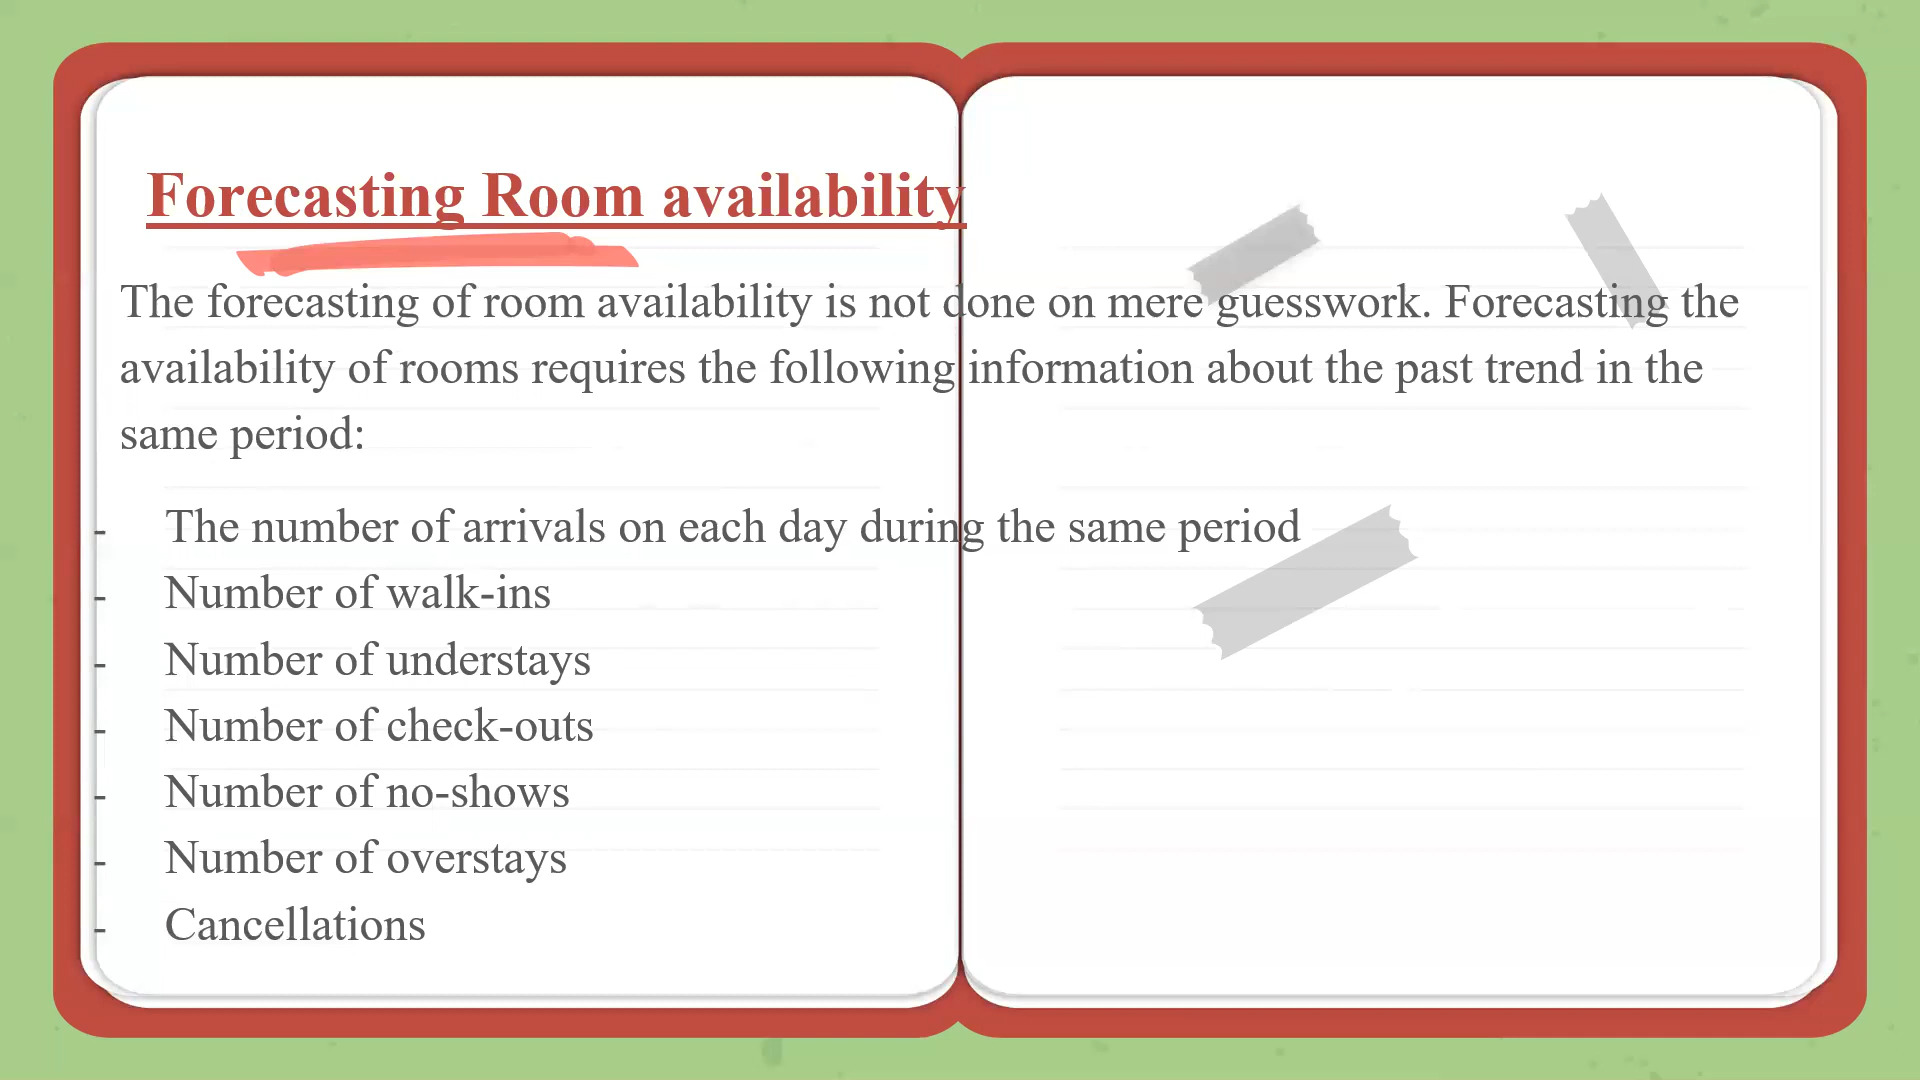 Forecasting Room availability
The forecasting of room availability is not done on mere guesswork. Forecasting the
availability of rooms requires the following information about the past trend in the
same period:
- The number of arrivals on each day during the same period
- Number of walk-ins
- Number of understays
- Number of check-outs
- Number of no-shows
- Number of overstays
- Cancellations